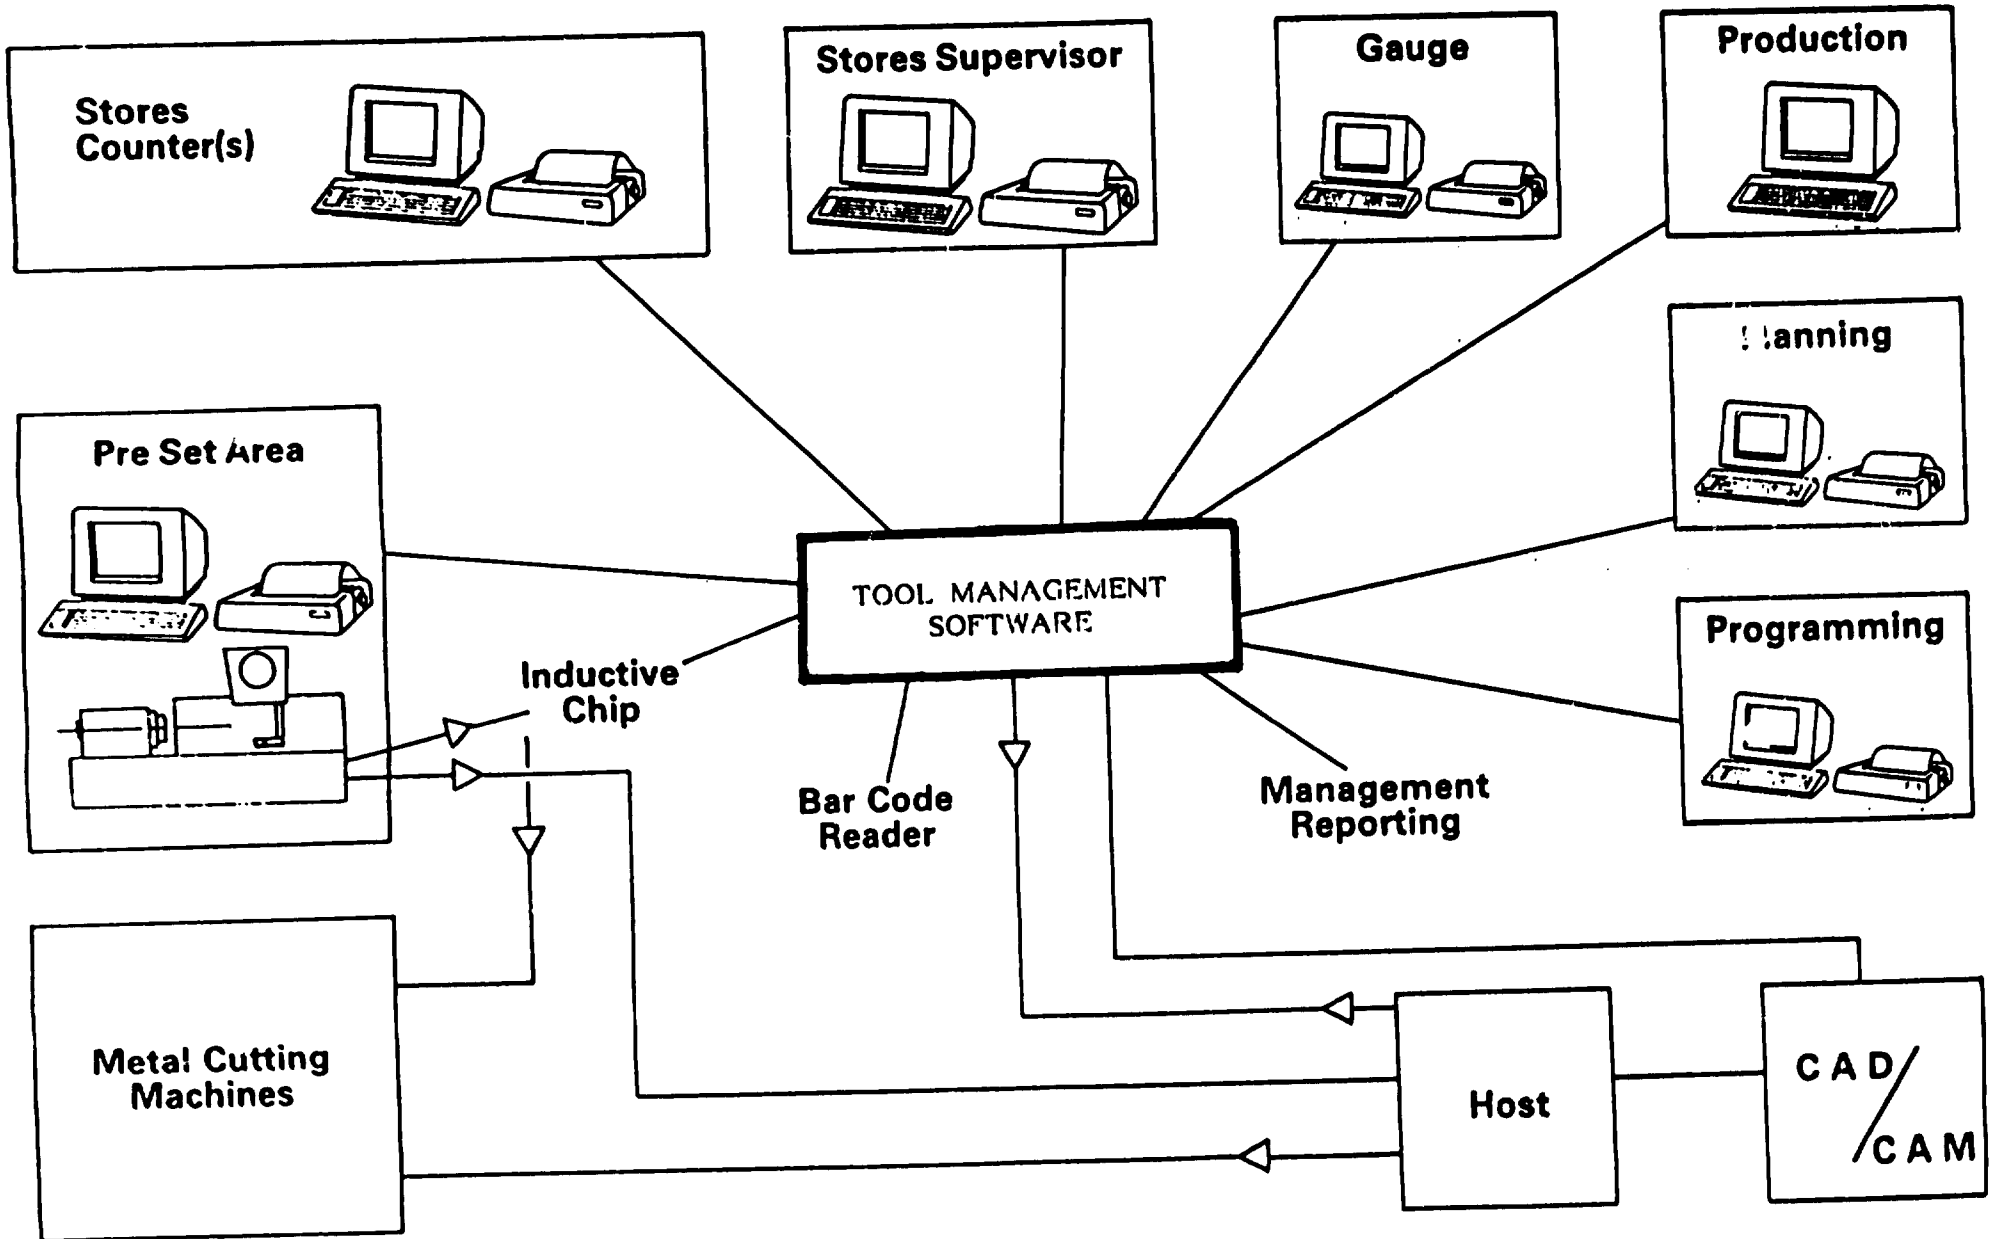 Stores
Counter(s)
Stores Supervisor
Gauge
Production
Pre Set Area
Programming
TOOL MANAGEMENT
SOFTWARE
Inductive
Chip
Bar Code
Reader
Management
Reporting
Metal Cutting
Machines
Host
CAD/
CAM